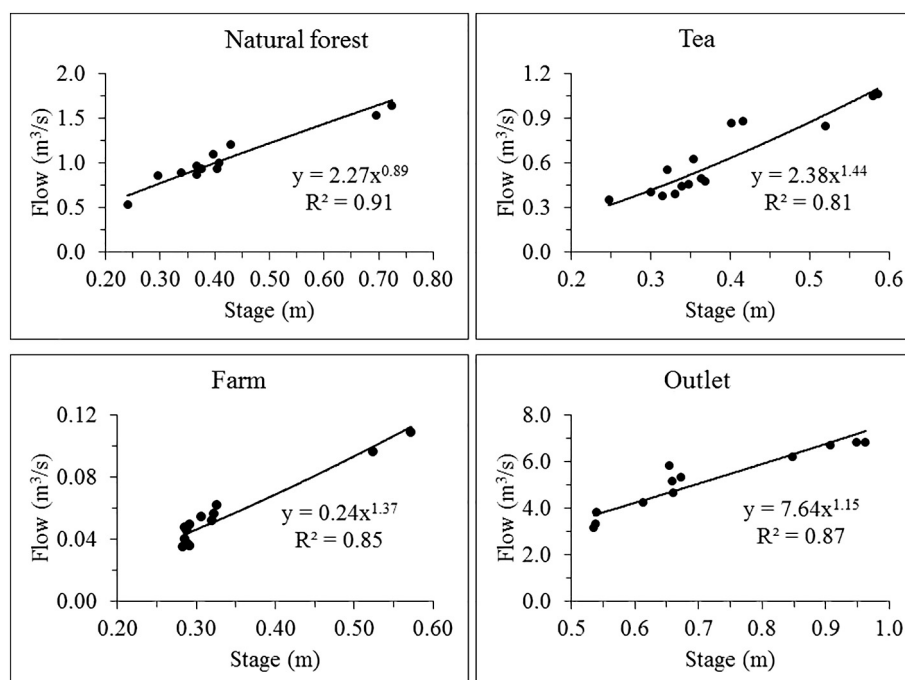 Natural forest
Flow (m³/s)
2.0
1.5
1.0
0.5
0.0
y = 2.27x^0.89
R² = 0.91
0.20 0.30 0.40 0.50 0.60 0.70 0.80
Stage (m)
Tea
Flow (m³/s)
1.2
0.9
0.6
0.3
0.0
y = 2.38x^1.44
R² = 0.81
0.2 0.3 0.4 0.5 0.6
Stage (m)
Farm
Flow (m³/s)
0.12
0.08
0.04
0.00
y = 0.24x^1.37
R² = 0.85
0.20 0.30 0.40 0.50 0.60
Stage (m)
Outlet
Flow (m³/s)
8.0
6.0
4.0
2.0
0.0
y = 7.64x^1.15
R² = 0.87
0.5 0.6 0.7 0.8 0.9 1.0
Stage (m)